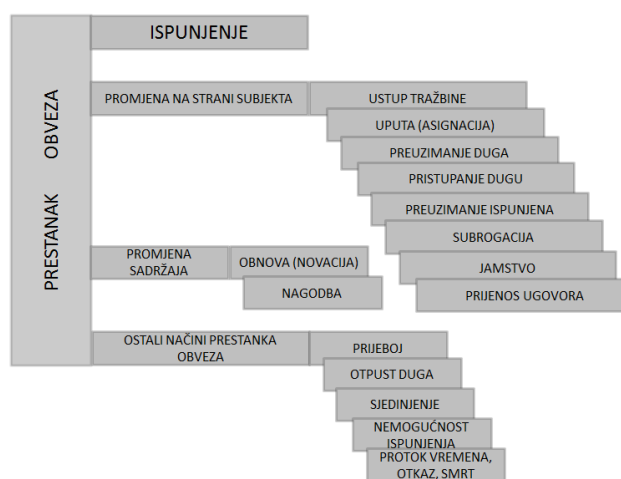 PRESTANAK OBVEZA
ISPUNJENJE
PROMJENA NA STRANI SUBJEKTA
USTUP TRAŽBINE
UPUTA (ASIGNACIJA)
PREUZIMANJE DUGA
PRISTUPANJE DUGU
PREUZIMANJE ISPUNJENA
SUBROGACIJA
JAMSTVO
PRIJENOS UGOVORA
PROMJENA
SADRŽAJA
OBNOVA (NOVACIJA)
NAGODBA
OSTALI NAČINI PRESTANKA
OBVEZA
PRIJEBOJ
OTPUST DUGA
SJEDINJENJE
NEMOGUĆNOST
ISPUNJENJA
PROTOK VREMENA,
OTKAZ, SMRT